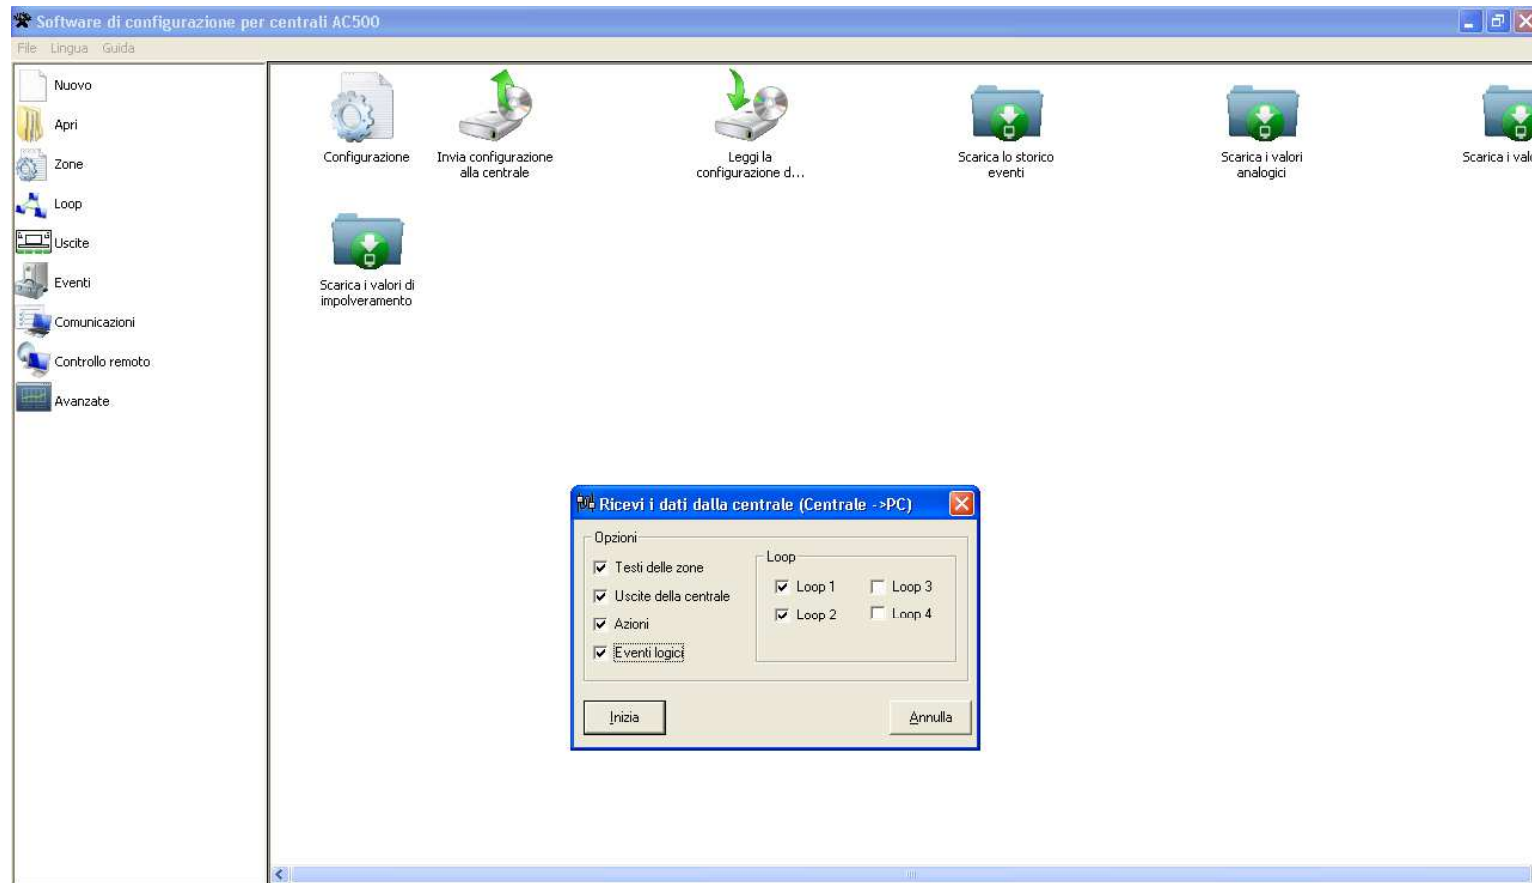 Software di configurazione per centrali AC500
File Lingua Guida
Nuovo
Apri
Zone
Loop
Uscite
Eventi
Comunicazioni
Controllo remoto
Avanzate
Configurazione
Invia configurazione
alla centrale
Leggi la
configurazione d...
Scarica lo storico
eventi
Scarica i valori
analogici
Scarica i val
Scarica i valori di
impolveramento
Ricevi i dati dalla centrale (Centrale ->PC)
Opzioni
Testi delle zone
Uscite della centrale
Azioni
Eventi logici
Loop
Loop 1
Loop 3
Loop 2
Loop 4
Inizia
Annulla